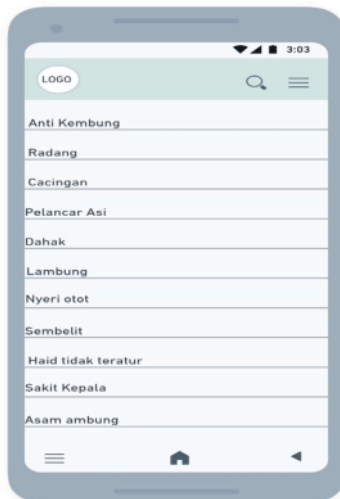 3:03
LOGO
Anti Kembung
Radang
Cacingan
Pelancar Asi
Dahak
Lambung
Nyeri otot
Sembelit
Haid tidak teratur
Sakit Kepala
Asam ambung